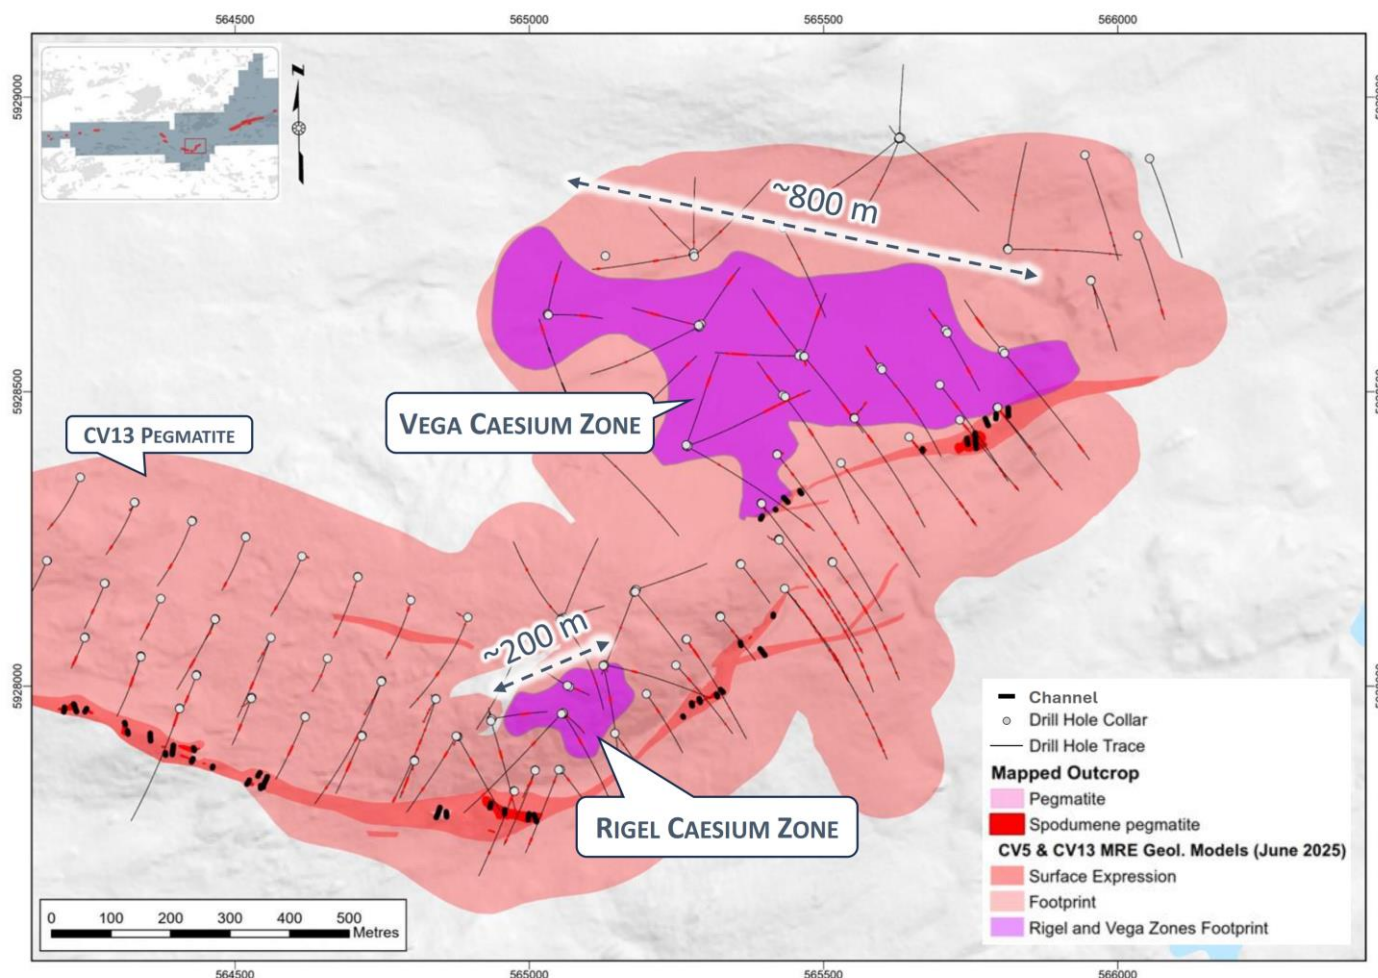 564500 565000 565500 566000
5929000
5928500
5928000
N
~800 m
VEGA CAESIUM ZONE
CV13 PEGMATITE
~200 m
RIGEL CAESIUM ZONE
Channel
Drill Hole Collar
Drill Hole Trace
Mapped Outcrop
Pegmatite
Spodumene pegmatite
CV5 & CV13 MRE Geol. Models (June 2025)
Surface Expression
Footprint
Rigel and Vega Zones Footprint
0 100 200 300 400 500
Metres
564500 565000 565500 566000